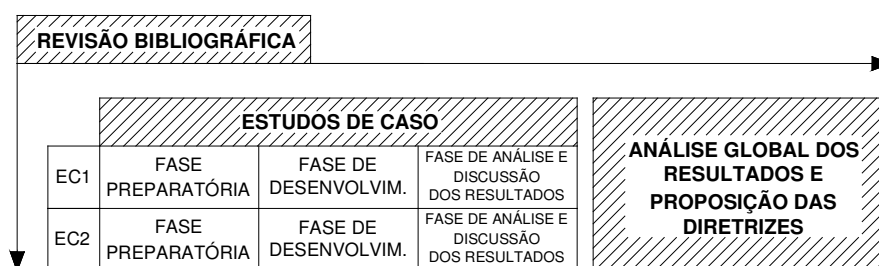 REVISÃO BIBLIOGRÁFICA
ESTUDOS DE CASO
EC1
FASE
PREPARATÓRIA
FASE DE
DESENVOLVIM.
FASE DE ANÁLISE E
DISCUSSÃO
DOS RESULTADOS
EC2
FASE
PREPARATÓRIA
FASE DE
DESENVOLVIM.
FASE DE ANÁLISE E
DISCUSSÃO
DOS RESULTADOS
ANÁLISE GLOBAL DOS
RESULTADOS E
PROPOSIÇÃO DAS
DIRETRIZES